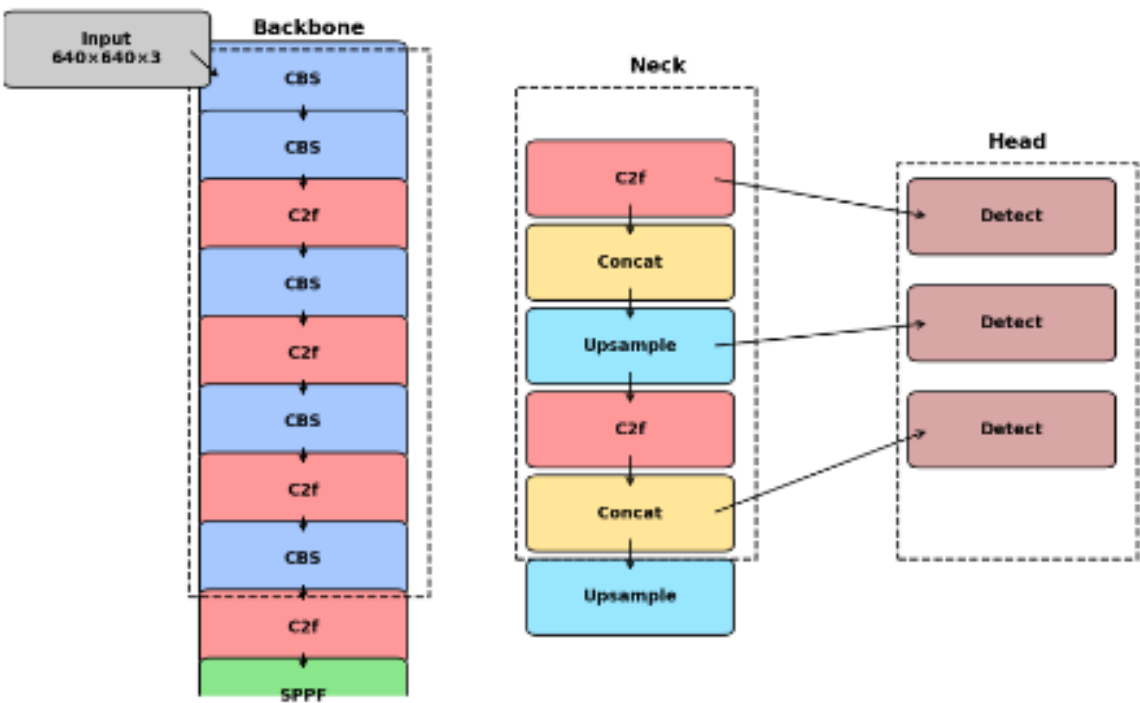 Input
640×640×3
Backbone
CBS
CBS
C2f
CBS
C2f
CBS
C2f
CBS
C2f
SPPF
Neck
C2f
Concat
Upsample
C2f
Concat
Upsample
Head
Detect
Detect
Detect